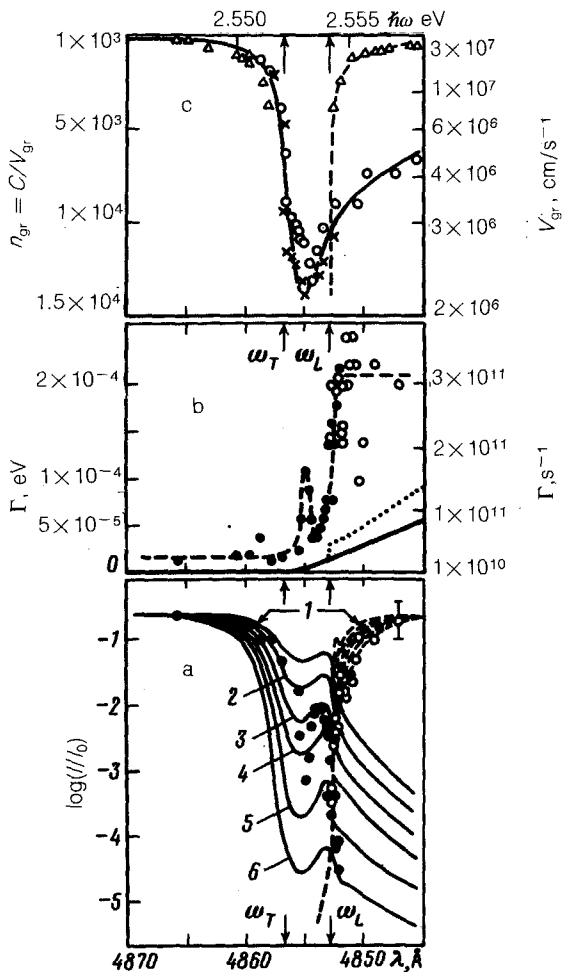 2.550 2.555 ħω eV
1×10³
5×10³
1×10⁴
1.5×10⁴
n_gr = C/V_gr
c
3×10⁷
1×10⁷
6×10⁶
4×10⁶
3×10⁶
2×10⁶
V_gr, cm/s⁻¹
ω_T ω_L
b
2×10⁻⁴
1×10⁻⁴
5×10⁻⁵
0
Γ, eV
3×10¹¹
2×10¹¹
1×10¹¹
1×10¹⁰
Γ,s⁻¹
a
1
2
3
4
5
6
-1
-2
-3
-4
-5
log(I/I₀)
ω_T ω_L
4870 4860 4850 λ, Å